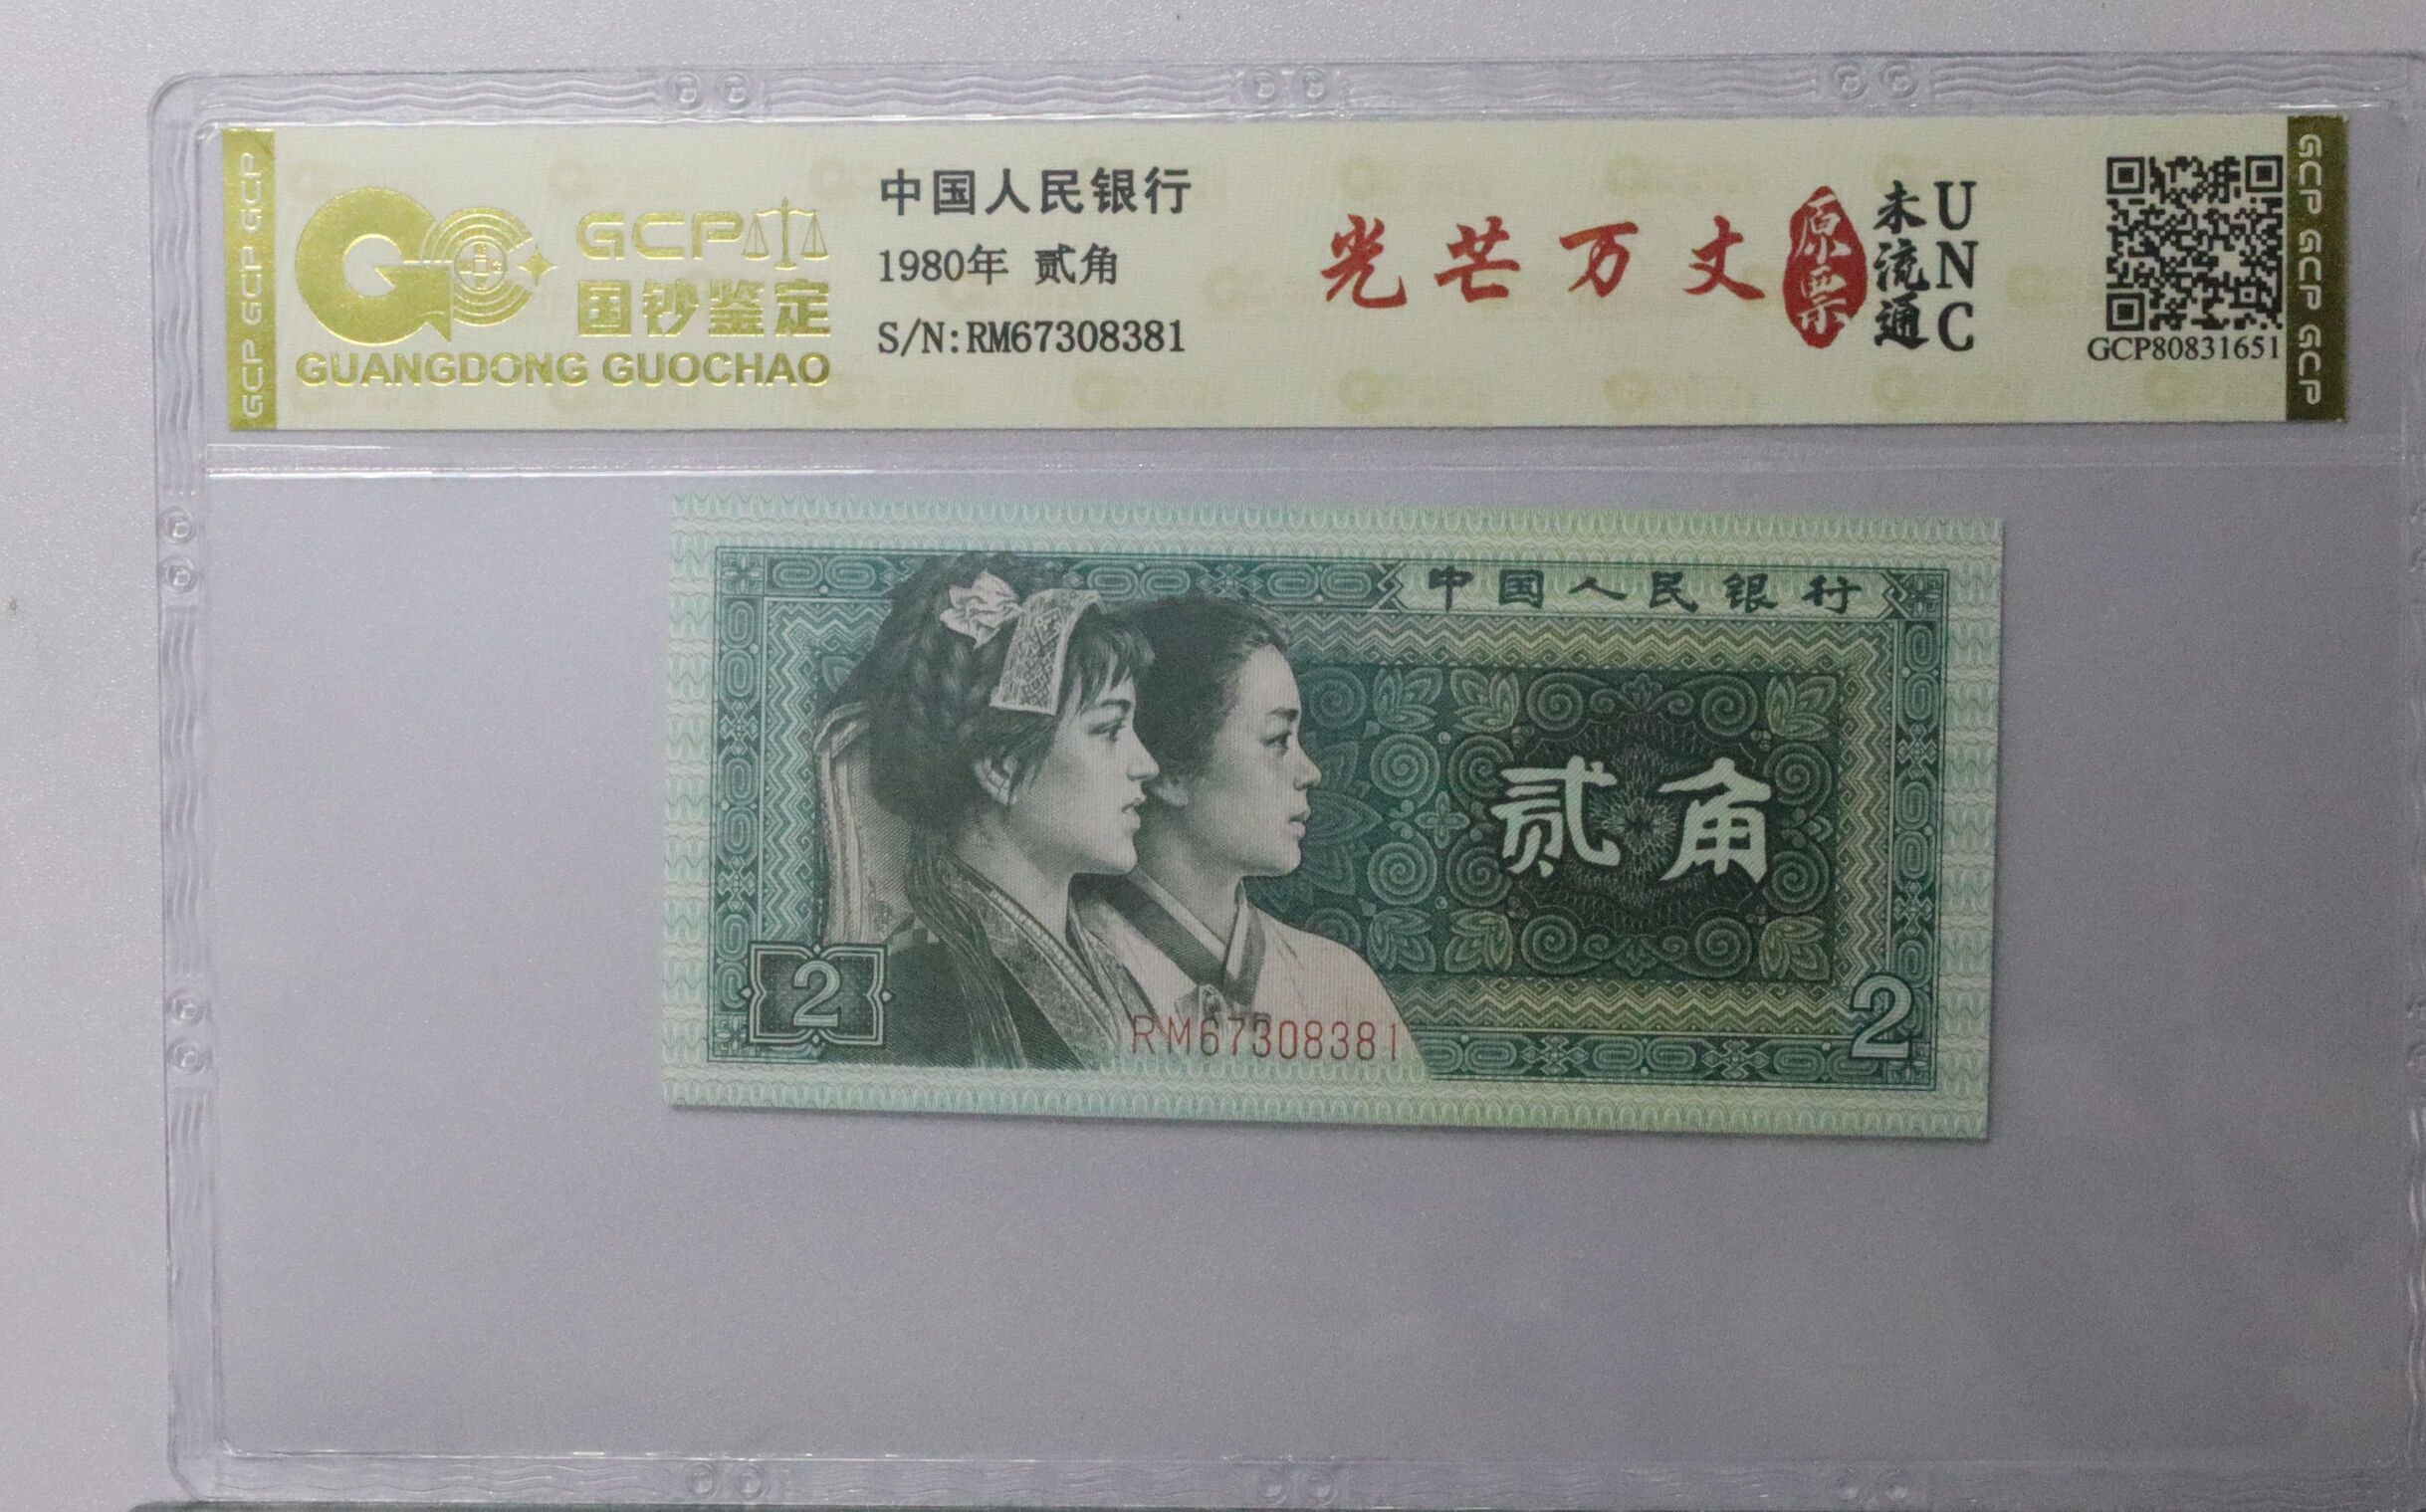 GCP GCP GCP
GCP
国钞鉴定
GUANGDONG GUOCHAO
中国人民银行
1980年 贰角
S/N:RM67308381
光芒万丈
原票
未流通
UNC
GCP80831651
GCP GCP GCP
中国人民银行
贰角
2
RM67308381
2